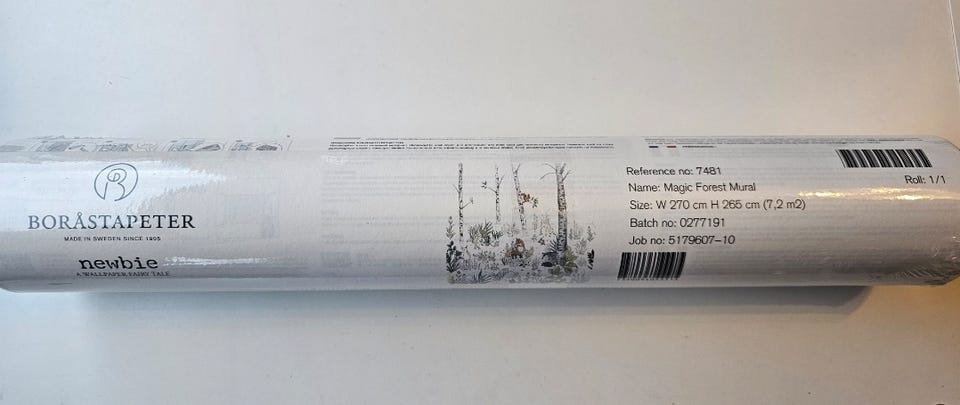 BORÅSTAPETER
MADE IN SWEDEN SINCE 1905
newbie
A WALLPAPER FAIRY TALE
Reference no: 7481
Name: Magic Forest Mural
Size: W 270 cm H 265 cm (7,2 m2)
Batch no: 0277191
Job no: 5179607-10
Roll: 1/1